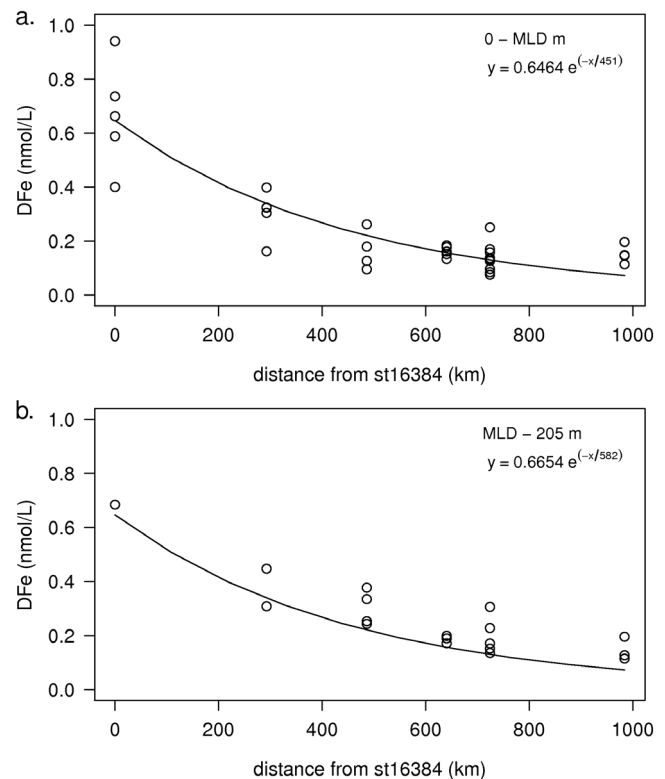 a.
0 – MLD m
y = 0.6464 e(–x/451)
DFe (nmol/L)
1.0
0.8
0.6
0.4
0.2
0.0
0 200 400 600 800 1000
distance from st16384 (km)
b.
MLD – 205 m
y = 0.6654 e(–x/582)
DFe (nmol/L)
1.0
0.8
0.6
0.4
0.2
0.0
0 200 400 600 800 1000
distance from st16384 (km)